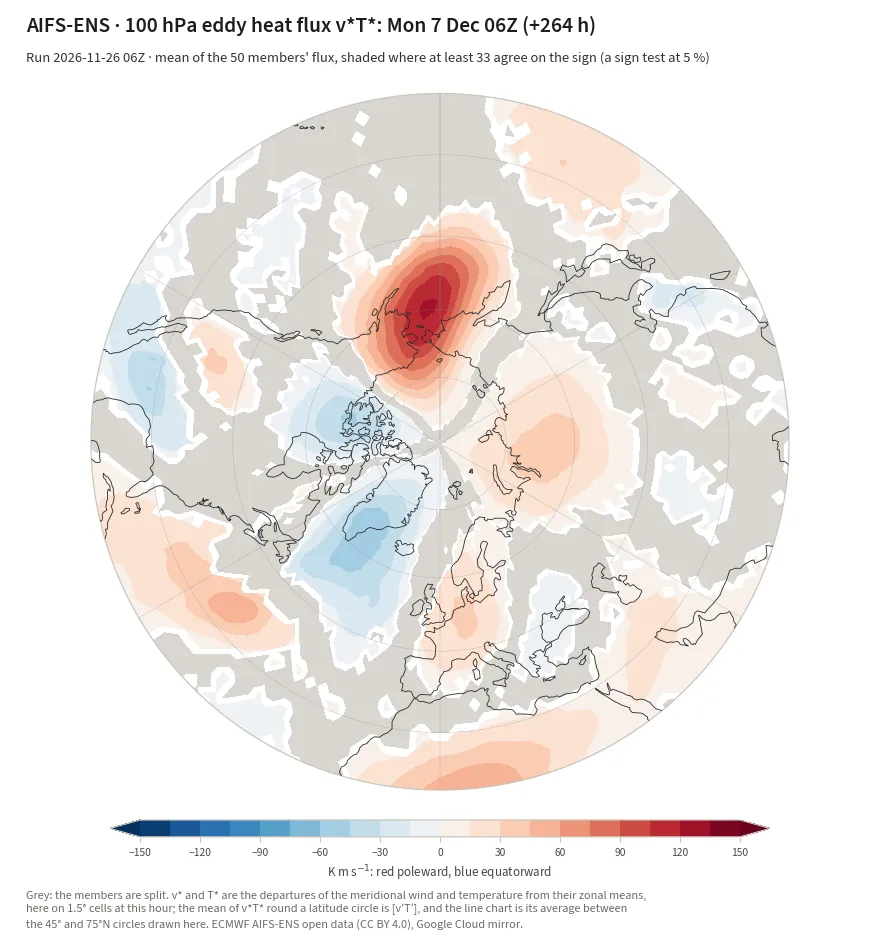 AIFS-ENS · 100 hPa eddy heat flux v*T*: Mon 7 Dec 06Z (+264 h)
Run 2026-11-26 06Z · mean of the 50 members' flux, shaded where at least 33 agree on the sign (a sign test at 5 %)
−150 −120 −90 −60 −30 0 30 60 90 120 150
K m s⁻¹: red poleward, blue equatorward
Grey: the members are split. v* and T* are the departures of the meridional wind and temperature from their zonal means,
here on 1.5° cells at this hour; the mean of v*T* round a latitude circle is [v'T'], and the line chart is its average between
the 45° and 75°N circles drawn here. ECMWF AIFS-ENS open data (CC BY 4.0), Google Cloud mirror.